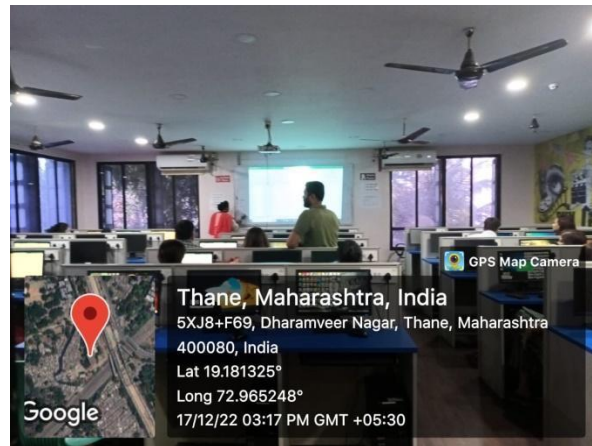 GPS Map Camera
Thane, Maharashtra, India
5XJ8+F69, Dharamveer Nagar, Thane, Maharashtra
400080, India
Lat 19.181325°
Long 72.965248°
17/12/22 03:17 PM GMT +05:30
Google